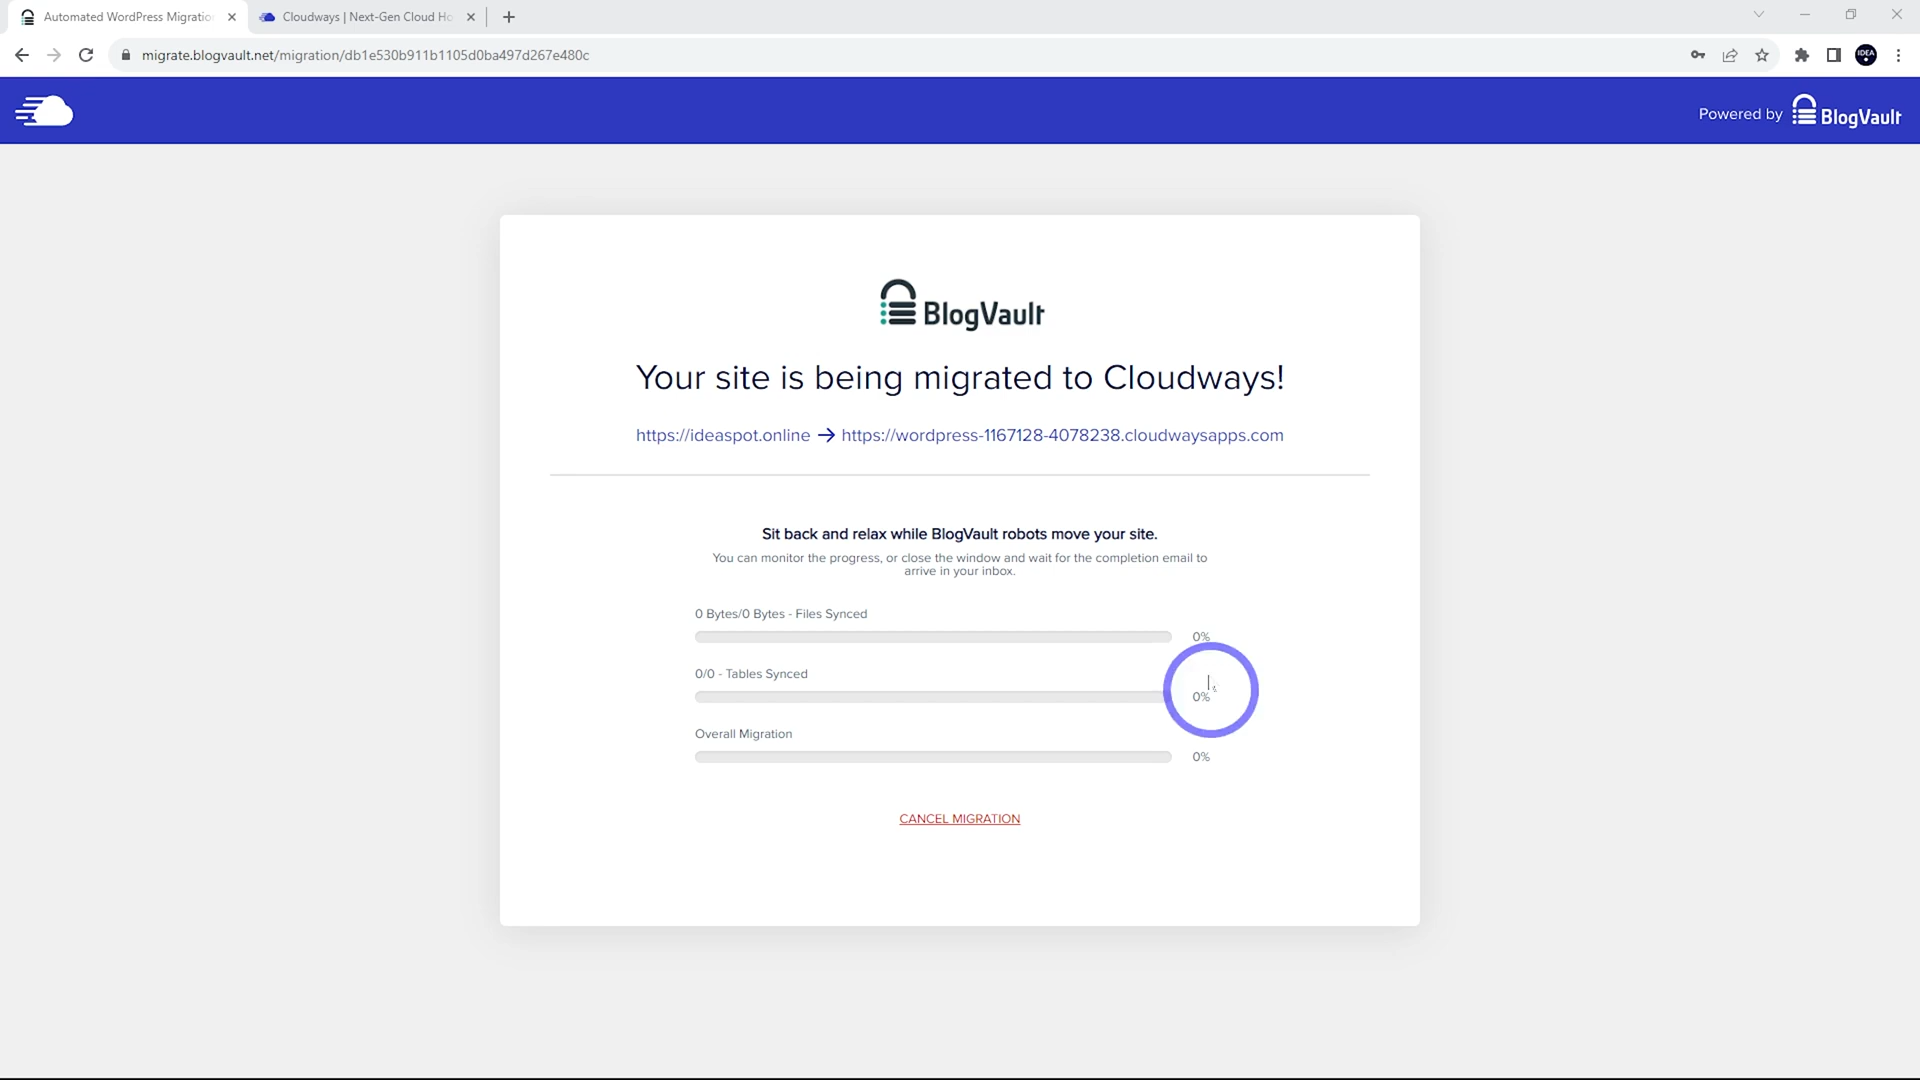 Automated WordPress Migratio
Cloudways | Next-Gen Cloud Ho
migrate.blogvault.net/migration/db1e530b911b1105d0ba497d267e480c
IDEA
Powered by BlogVault
BlogVault
Your site is being migrated to Cloudways!
https://ideaspot.online → https://wordpress-1167128-4078238.cloudwaysapps.com
Sit back and relax while BlogVault robots move your site.
You can monitor the progress, or close the window and wait for the completion email to
arrive in your inbox.
0 Bytes/0 Bytes - Files Synced
0%
0/0 - Tables Synced
0%
Overall Migration
0%
CANCEL MIGRATION